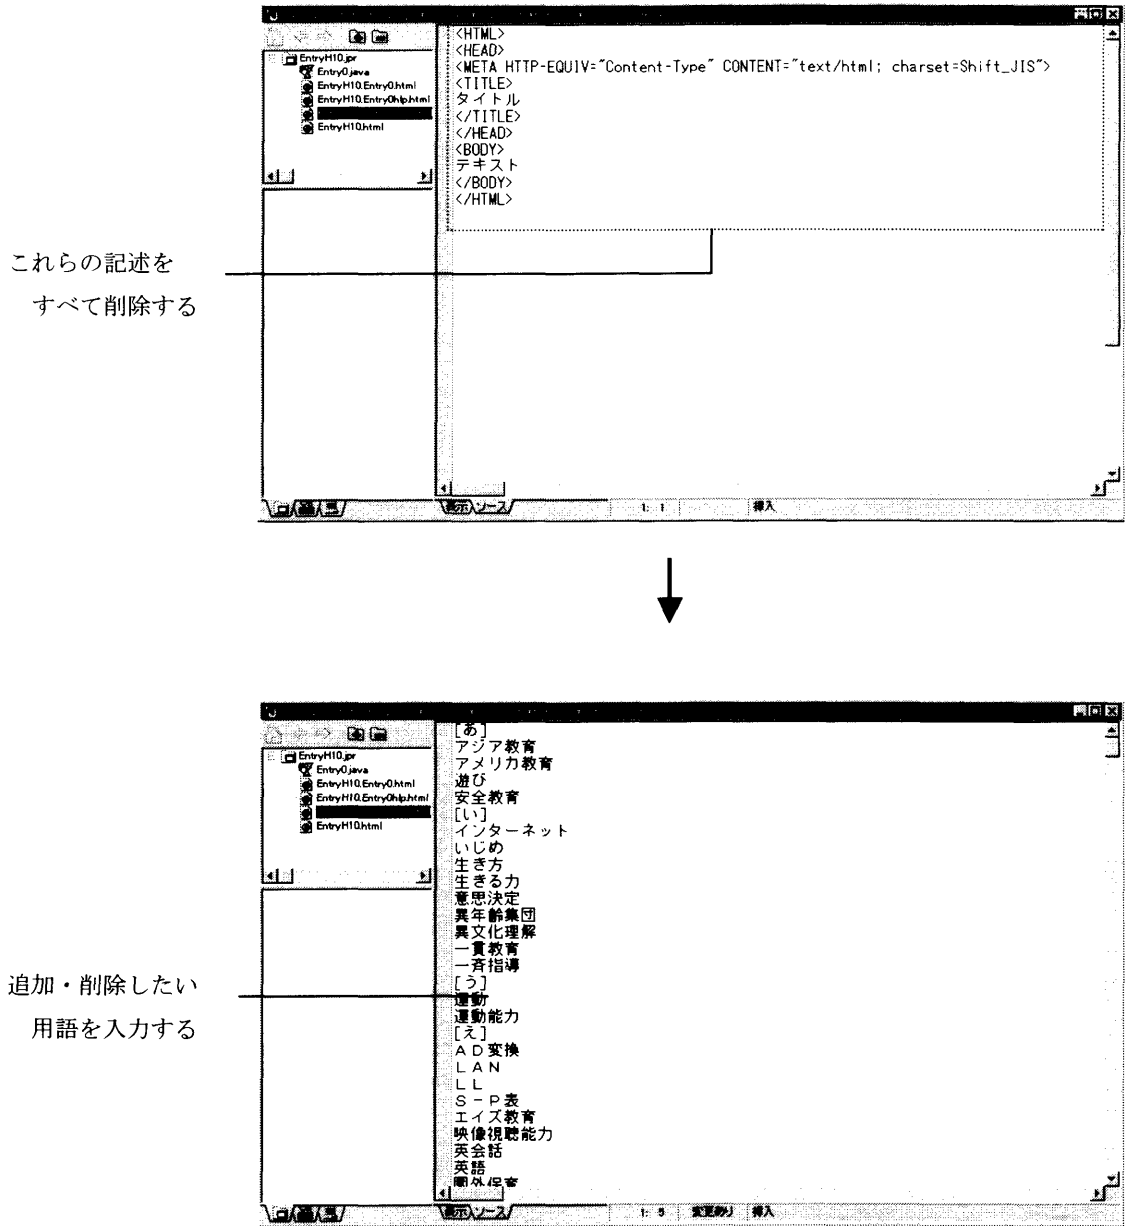 EntryH10.jpr
Entry0.java
EntryH10.Entry0.html
EntryH10.Entry0hlp.html
EntryH10.html
<HTML>
<HEAD>
<META HTTP-EQUIV="Content-Type" CONTENT="text/html; charset=Shift_JIS">
<TITLE>
タイトル
</TITLE>
</HEAD>
<BODY>
テキスト
</BODY>
</HTML>
これらの記述を
すべて削除する
表示 ソース 1: 1 挿入
EntryH10.jpr
Entry0.java
EntryH10.Entry0.html
EntryH10.Entry0hlp.html
EntryH10.html
[あ]
アジア教育
アメリカ教育
遊び
安全教育
[い]
インターネット
いじめ
生き方
生きる力
意思決定
異年齢集団
異文化理解
一貫教育
一斉指導
[う]
運動
運動能力
[え]
ＡＤ変換
ＬＡＮ
ＬＬ
Ｓ－Ｐ表
エイズ教育
映像視聴能力
英会話
英語
園外保育
追加・削除したい
用語を入力する
表示 ソース 1: 5 変更あり 挿入